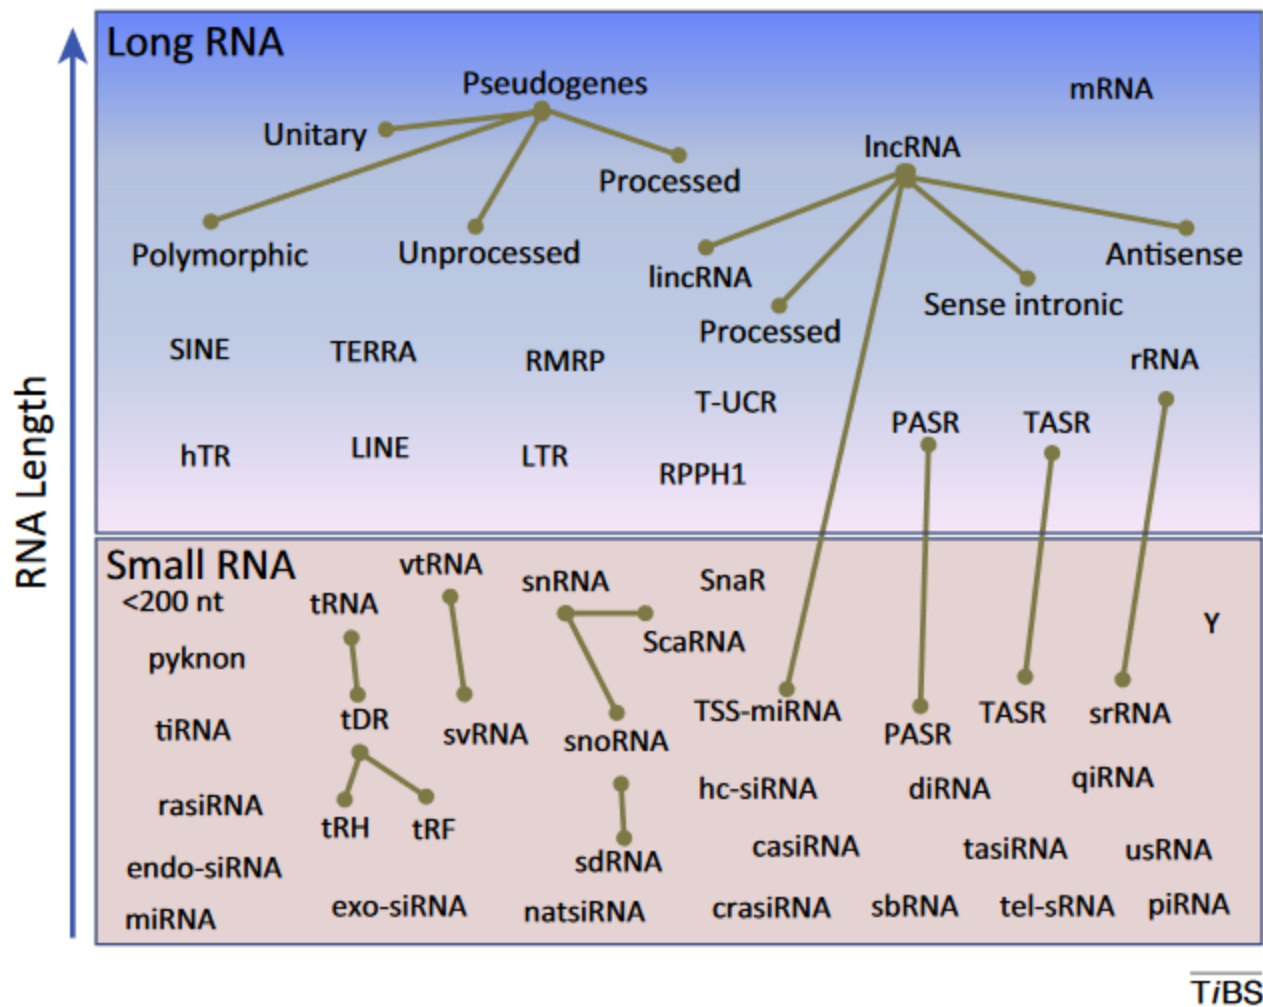 Long RNA
Pseudogenes
mRNA
Unitary
lncRNA
Processed
Polymorphic
Unprocessed
lincRNA
Antisense
Sense intronic
Processed
SINE
TERRA
RMRP
rRNA
T-UCR
PASR
TASR
hTR
LINE
LTR
RPPH1
RNA Length
Small RNA
<200 nt
vtRNA
snRNA
SnaR
tRNA
Y
ScaRNA
pyknon
tiRNA
tDR
svRNA
snoRNA
TSS-miRNA
PASR
TASR
srRNA
rasiRNA
hc-siRNA
diRNA
qiRNA
tRH
tRF
endo-siRNA
sdRNA
casiRNA
tasiRNA
usRNA
miRNA
exo-siRNA
natsiRNA
crasiRNA
sbRNA
tel-sRNA
piRNA
TiBS